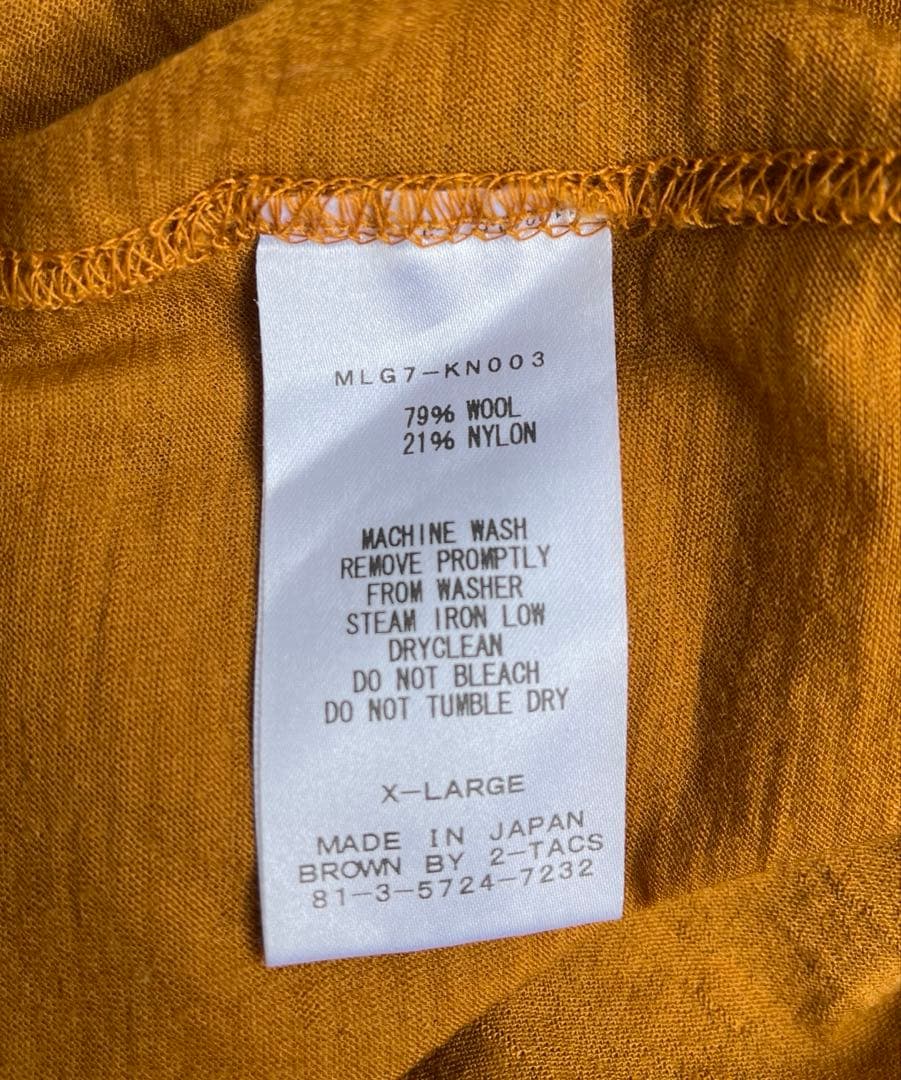 MLG7-KN003
79% WOOL
21% NYLON
MACHINE WASH
REMOVE PROMPTLY
FROM WASHER
STEAM IRON LOW
DRYCLEAN
DO NOT BLEACH
DO NOT TUMBLE DRY
X-LARGE
MADE IN JAPAN
BROWN BY 2-TACS
81-3-5724-7232